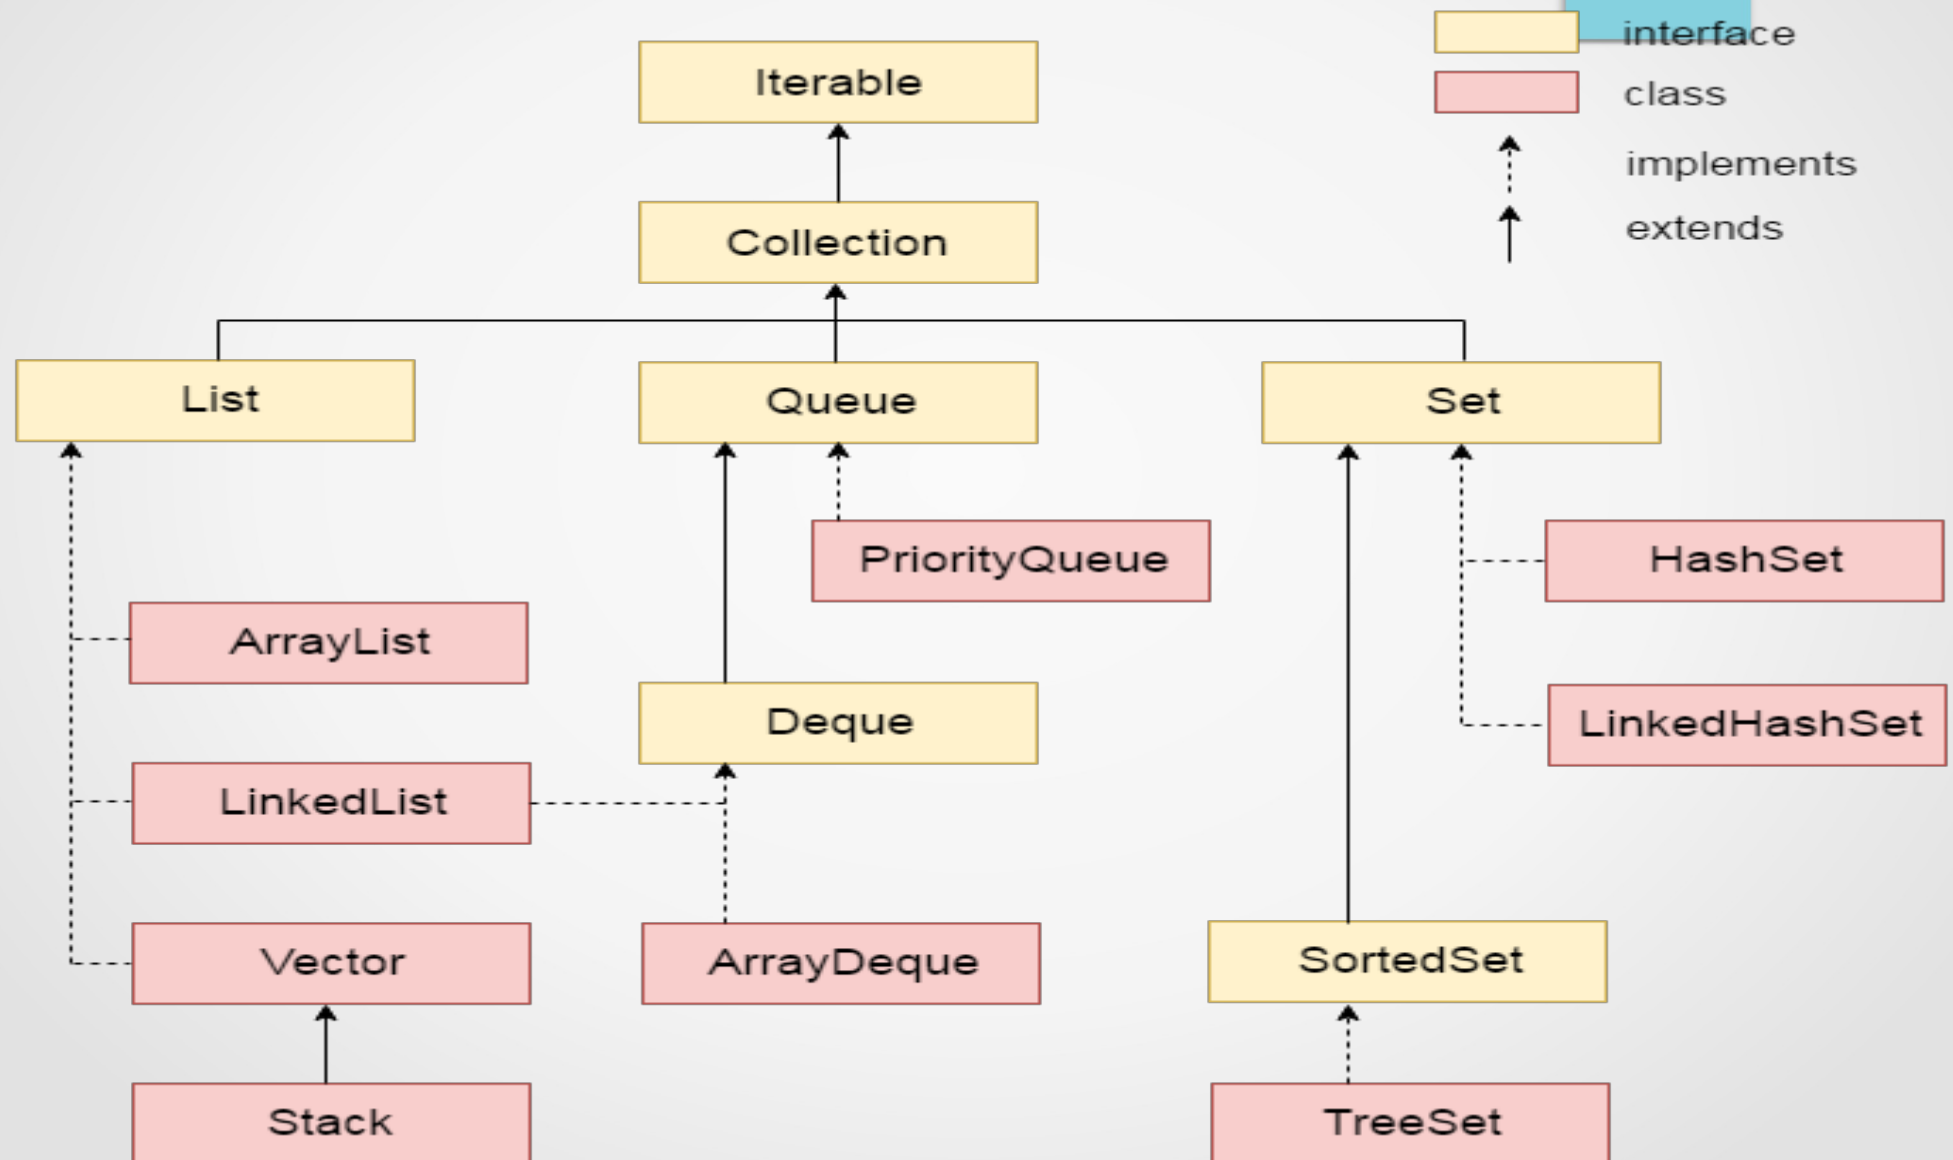 interface
Iterable
class
implements
extends
Collection
List
Queue
Set
PriorityQueue
HashSet
ArrayList
Deque
LinkedHashSet
LinkedList
Vector
ArrayDeque
SortedSet
Stack
TreeSet